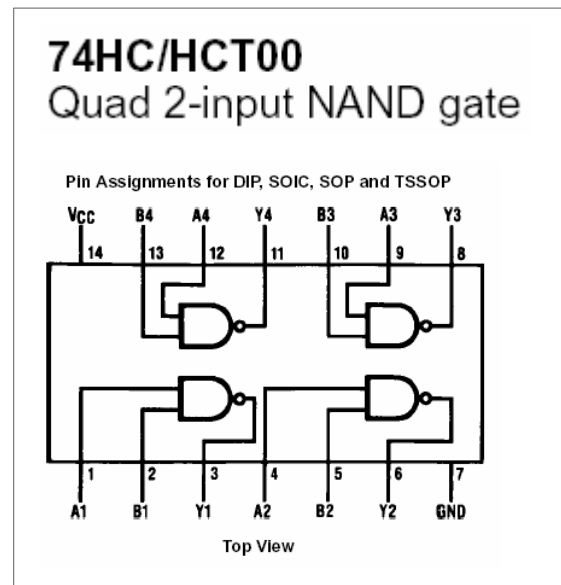 74HC/HCT00
Quad 2-input NAND gate
Pin Assignments for DIP, SOIC, SOP and TSSOP
VCC B4 A4 Y4 B3 A3 Y3
14 13 12 11 10 9 8
1 2 3 4 5 6 7
A1 B1 Y1 A2 B2 Y2 GND
Top View